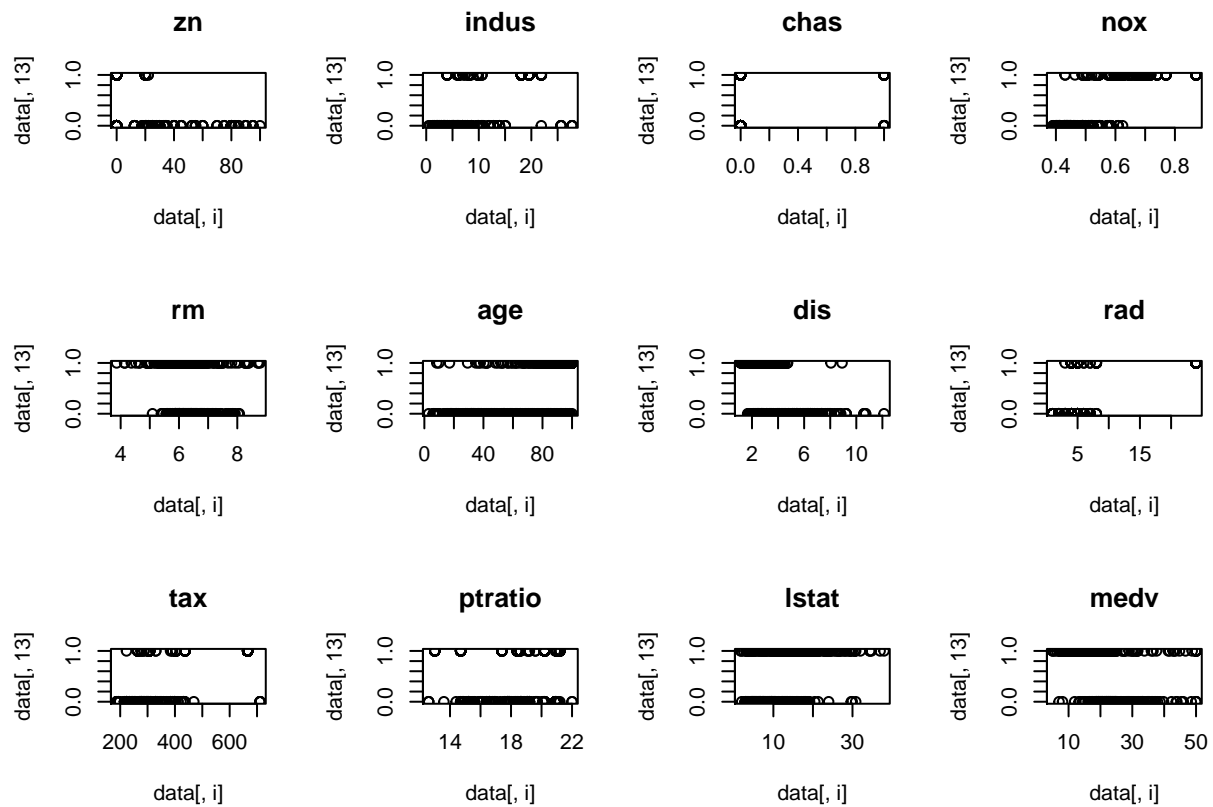 zn
indus
chas
nox
data[, 13]
0.0
1.0
0
40
80
data[, i]
data[, 13]
0.0
1.0
0
10
20
data[, i]
data[, 13]
0.0
1.0
0.0
0.4
0.8
data[, i]
data[, 13]
0.0
1.0
0.4
0.6
0.8
data[, i]
rm
age
dis
rad
data[, 13]
0.0
1.0
4
6
8
data[, i]
data[, 13]
0.0
1.0
0
40
80
data[, i]
data[, 13]
0.0
1.0
2
6
10
data[, i]
data[, 13]
0.0
1.0
5
15
data[, i]
tax
ptratio
lstat
medv
data[, 13]
0.0
1.0
200
400
600
data[, i]
data[, 13]
0.0
1.0
14
18
22
data[, i]
data[, 13]
0.0
1.0
10
30
data[, i]
data[, 13]
0.0
1.0
10
30
50
data[, i]